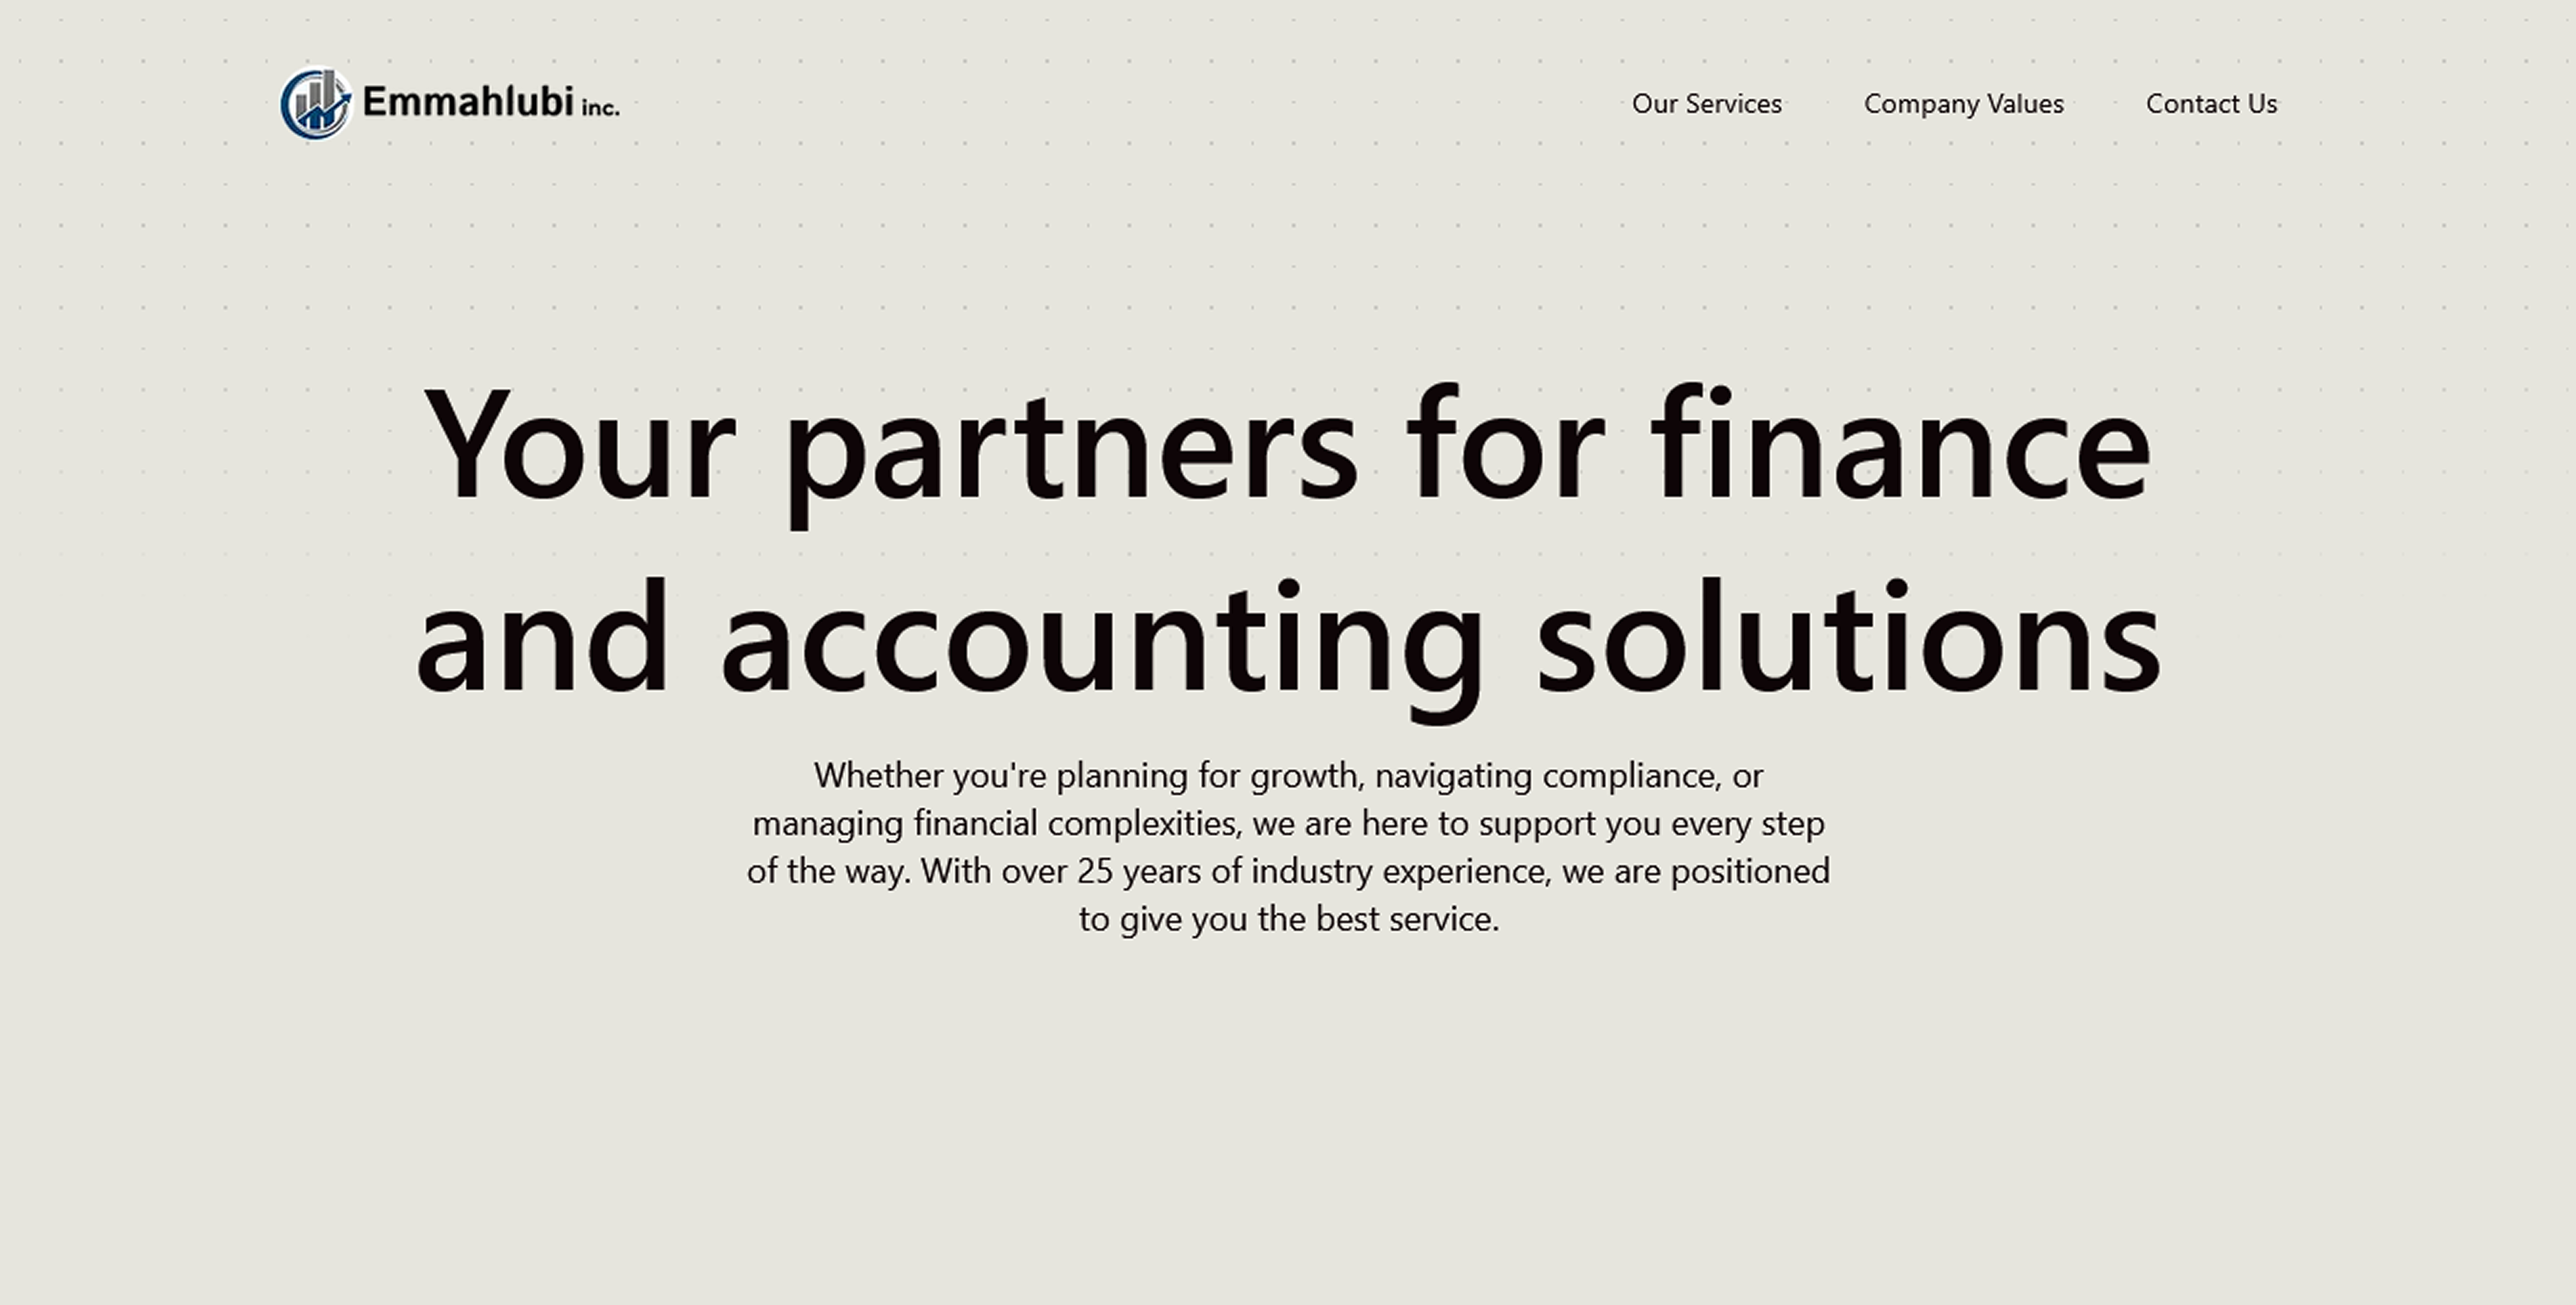 Emmahlubi inc.
Our Services
Company Values
Contact Us
Your partners for finance
and accounting solutions
Whether you're planning for growth, navigating compliance, or
managing financial complexities, we are here to support you every step
of the way. With over 25 years of industry experience, we are positioned
to give you the best service.